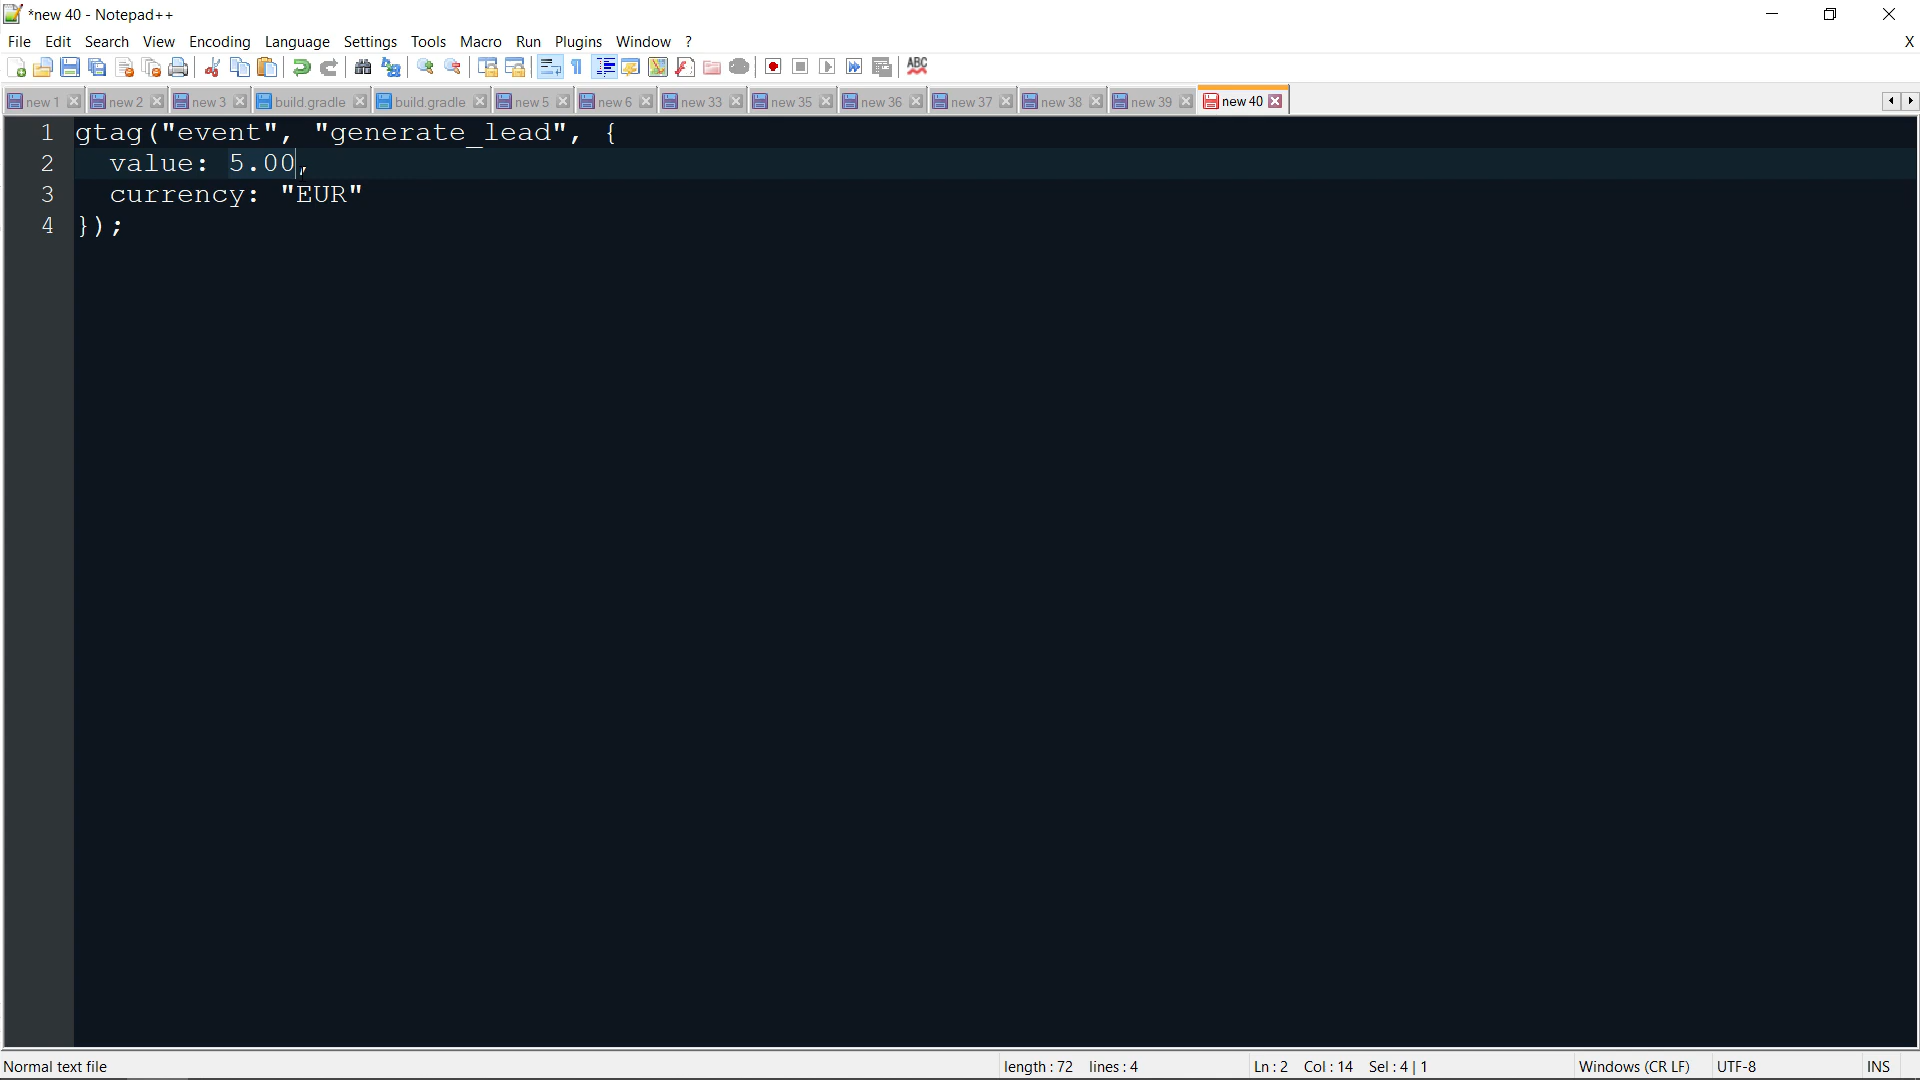 *new 40 - Notepad++
File Edit Search View Encoding Language Settings Tools Macro Run Plugins Window ? X
ABC
new 1 new 2 new 3 build.gradle build.gradle new 5 new 6 new 33 new 35 new 36 new 37 new 38 new 39 new 40
1 gtag("event", "generate_lead", {
2 value: 5.00,
3 currency: "EUR"
4 });
Normal text file length : 72 lines : 4 Ln : 2 Col : 14 Sel : 4 | 1 Windows (CR LF) UTF-8 INS